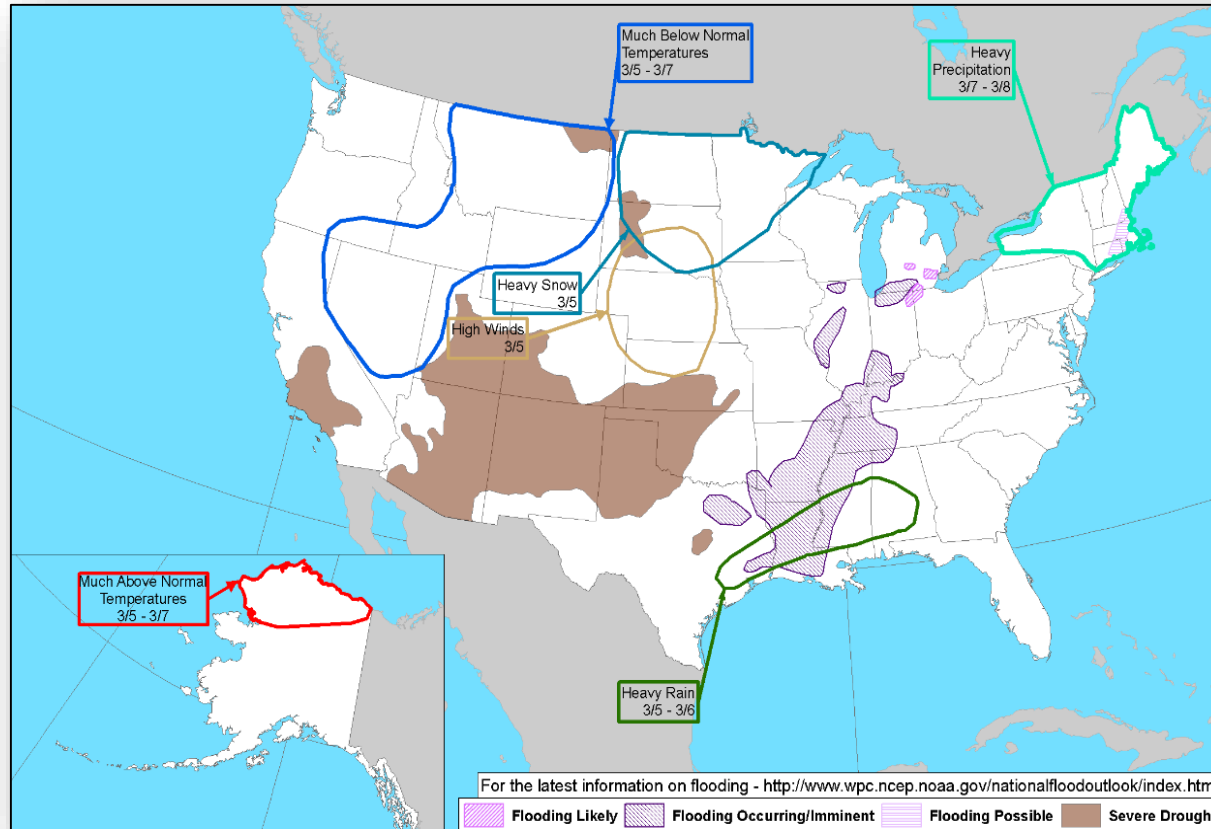 Much Below Normal
Temperatures
3/5 - 3/7
Heavy
Precipitation
3/7 - 3/8
Heavy Snow
3/5
High Winds
3/5
Much Above Normal
Temperatures
3/5 - 3/7
Heavy Rain
3/5 - 3/6
For the latest information on flooding - http://www.wpc.ncep.noaa.gov/nationalfloodoutlook/index.htm
Flooding Likely
Flooding Occurring/Imminent
Flooding Possible
Severe Drough